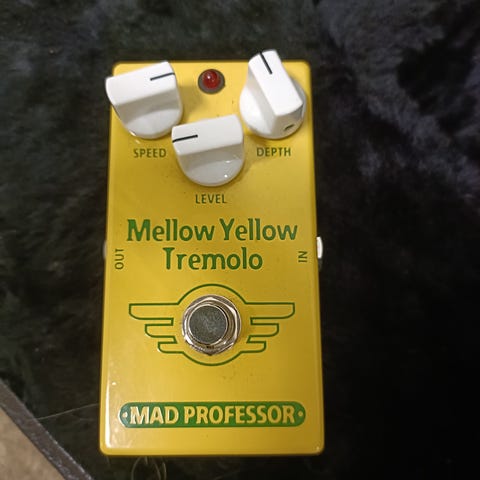 SPEED
DEPTH
LEVEL
Mellow Yellow
Tremolo
OUT
IN
MAD PROFESSOR